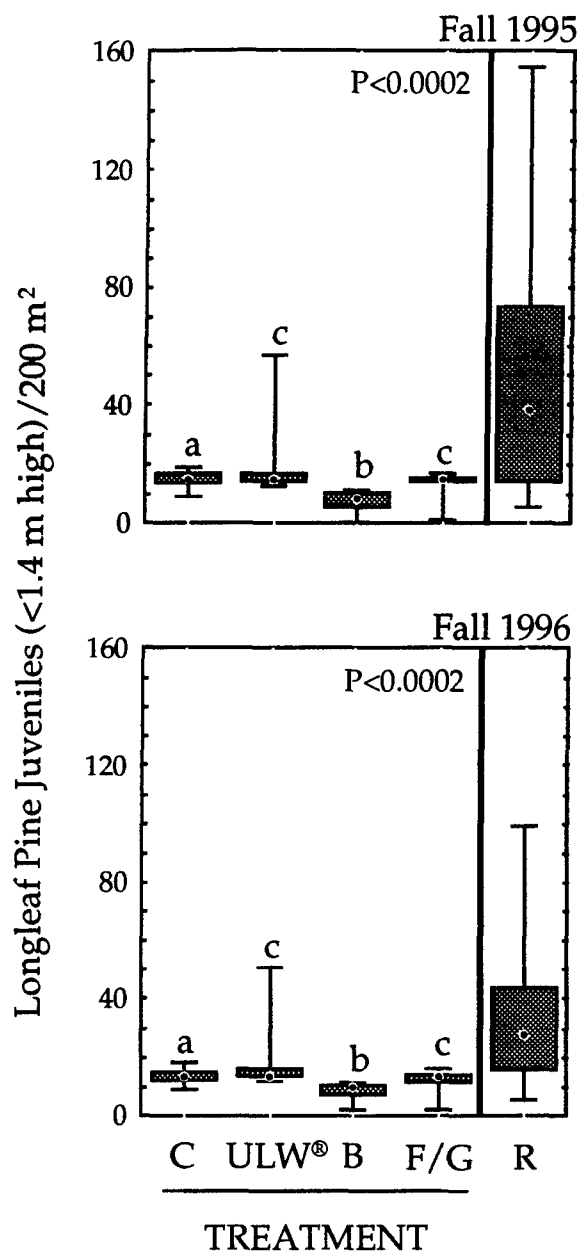 Longleaf Pine Juveniles (<1.4 m high)/200 m²
Fall 1995
160
P<0.0002
120
80
c
40
a
b
c
0
Fall 1996
160
P<0.0002
120
80
c
40
a
b
c
0
C ULW® B F/G R
TREATMENT